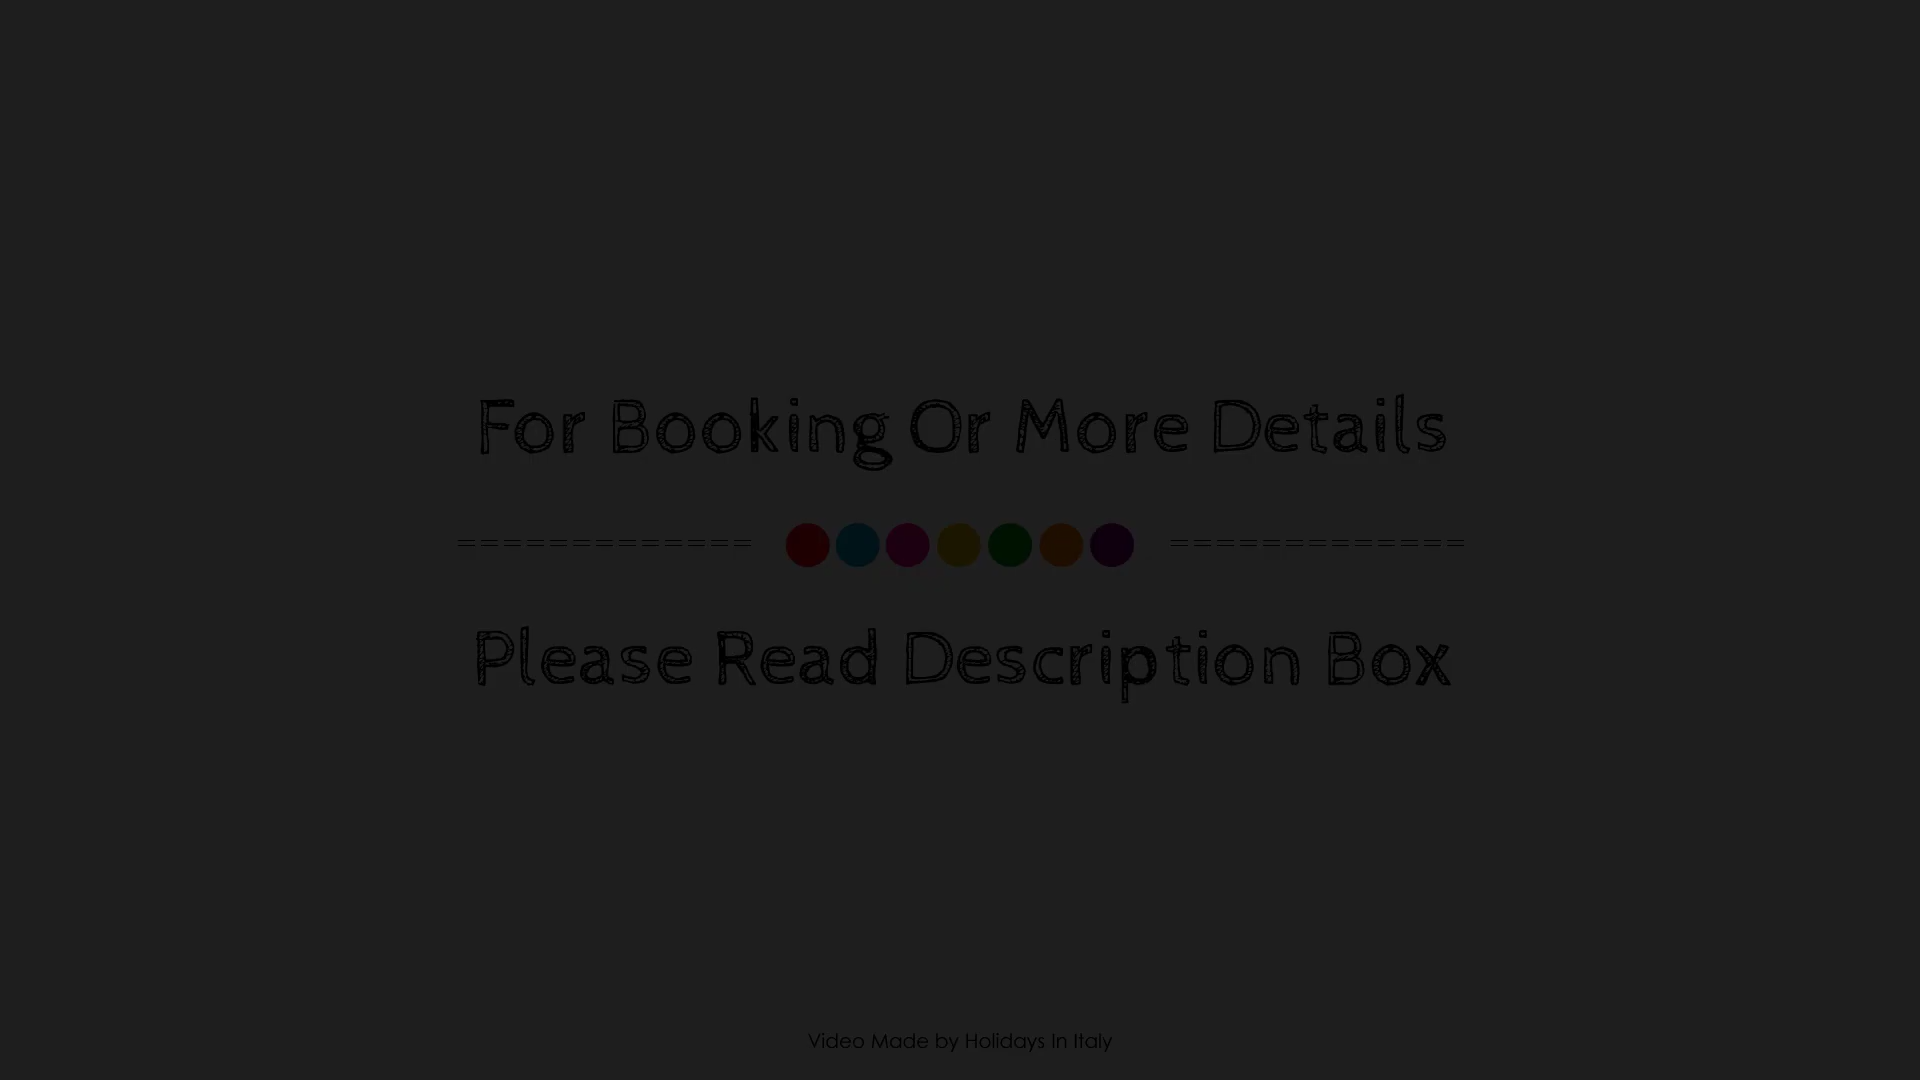 For Booking Or More Details
============= =============
Please Read Description Box
Video Made by Holidays In Italy